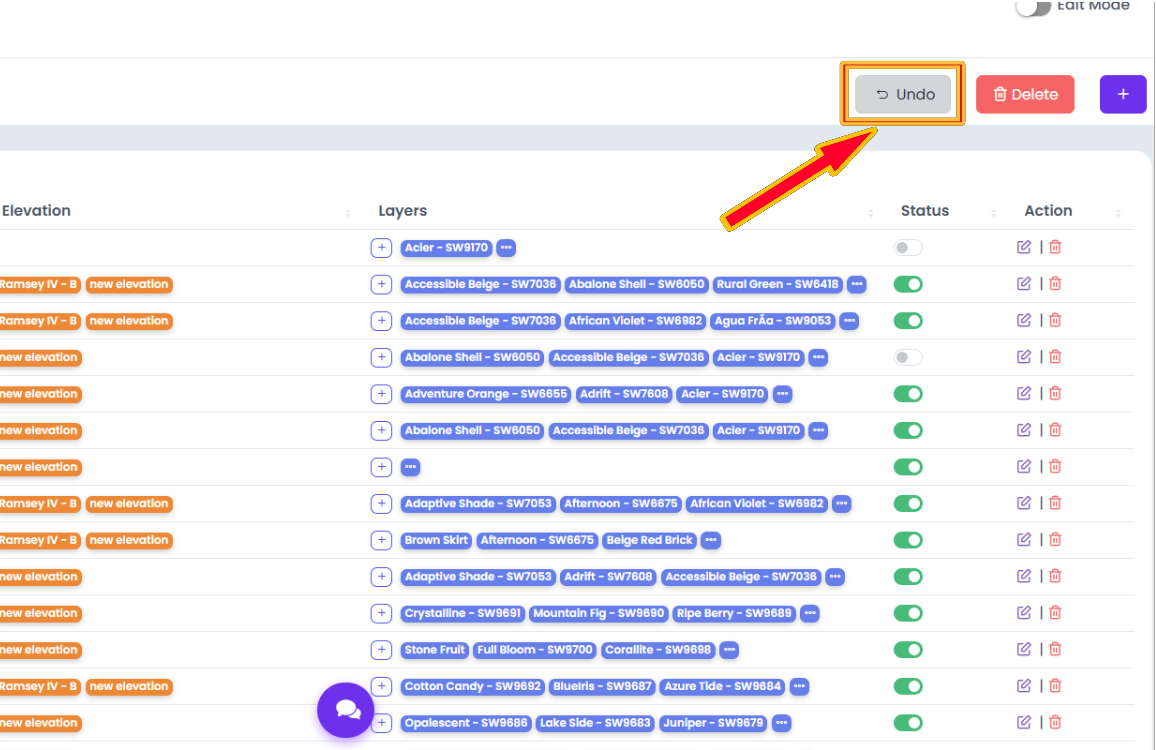 Edit Mode
Undo Delete +
Elevation Layers Status Action
+ Acier - SW9170 ••• |
Ramsey IV - B new elevation + Accessible Beige - SW7036 Abalone Shell - SW6050 Rural Green - SW6418 ••• |
Ramsey IV - B new elevation + Accessible Beige - SW7036 African Violet - SW6982 Agua FrÃa - SW9053 ••• |
new elevation + Abalone Shell - SW6050 Accessible Beige - SW7036 Acier - SW9170 ••• |
new elevation + Adventure Orange - SW6655 Adrift - SW7608 Acier - SW9170 ••• |
new elevation + Abalone Shell - SW6050 Accessible Beige - SW7036 Acier - SW9170 ••• |
new elevation + ••• |
Ramsey IV - B new elevation + Adaptive Shade - SW7053 Afternoon - SW6675 African Violet - SW6982 ••• |
Ramsey IV - B new elevation + Brown Skirt Afternoon - SW6675 Beige Red Brick ••• |
new elevation + Adaptive Shade - SW7053 Adrift - SW7608 Accessible Beige - SW7036 ••• |
new elevation + Crystalline - SW9691 Mountain Fig - SW9690 Ripe Berry - SW9689 ••• |
new elevation + Stone Fruit Full Bloom - SW9700 Corallite - SW9698 ••• |
Ramsey IV - B new elevation + Cotton Candy - SW9692 BlueIris - SW9687 Azure Tide - SW9684 ••• |
new elevation + Opalescent - SW9686 Lake Side - SW9683 Juniper - SW9679 ••• |